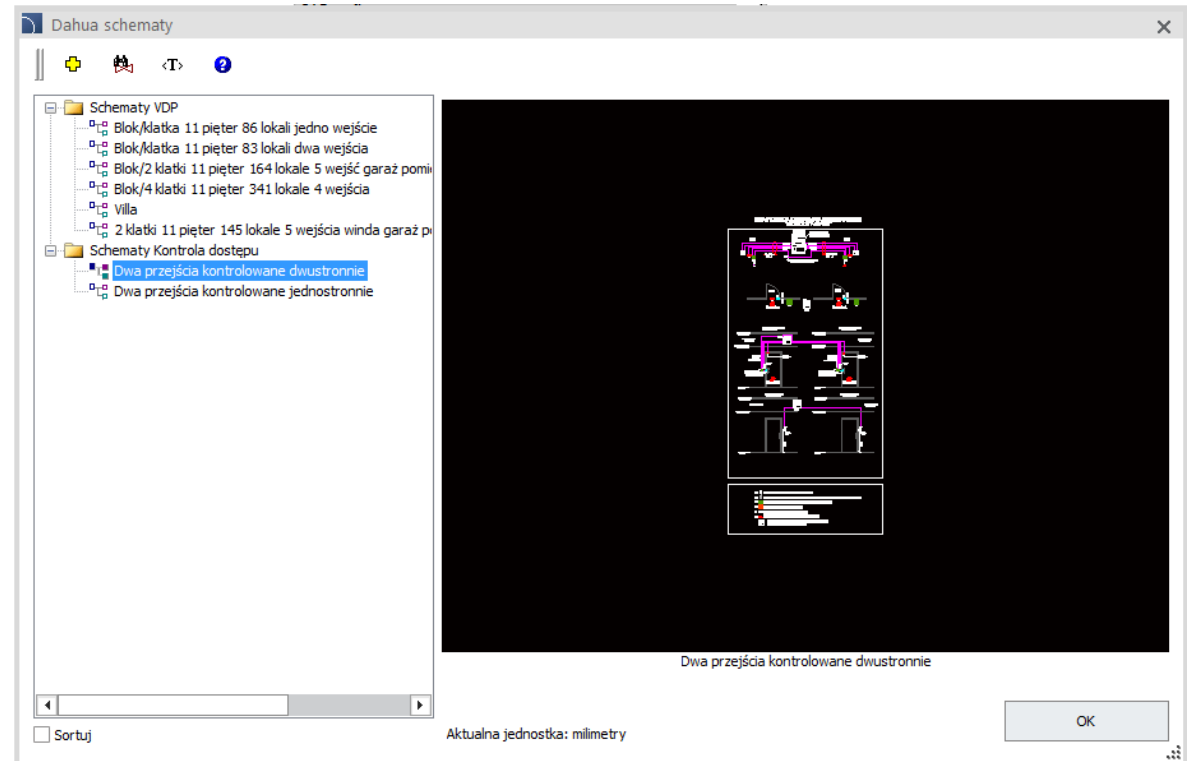 Dahua schematy
<T>
?
Schematy VDP
Blok/klatka 11 pięter 86 lokali jedno wejście
Blok/klatka 11 pięter 83 lokali dwa wejścia
Blok/2 klatki 11 pięter 164 lokale 5 wejść garaż
Blok/4 klatki 11 pięter 341 lokale 4 wejścia
Villa
2 klatki 11 pięter 145 lokale 5 wejścia winda garaż
Schematy Kontrola dostępu
Dwa przejścia kontrolowane dwustronnie
Dwa przejścia kontrolowane jednostronnie
Dwa przejścia kontrolowane dwustronnie
Sortuj
Aktualna jednostka: milimetry
OK